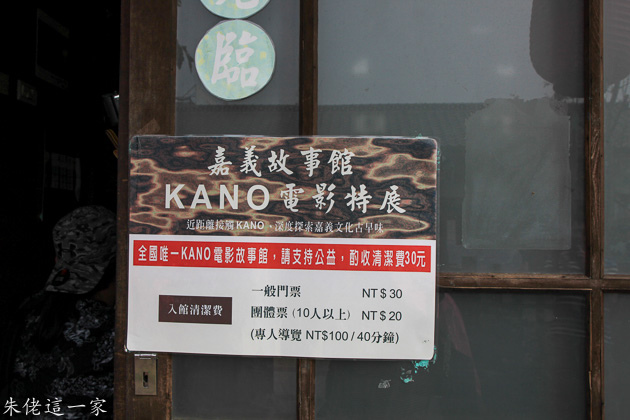 臨
嘉義故事館
KANO電影特展
近距離接觸KANO，深度探索嘉義文化古早味
全國唯一KANO電影故事館，請支持公益，酌收清潔費30元
入館清潔費
一般門票 NT$30
團體票 (10人以上) NT$20
(專人導覽 NT$100 / 40分鐘)
朱佬這一家